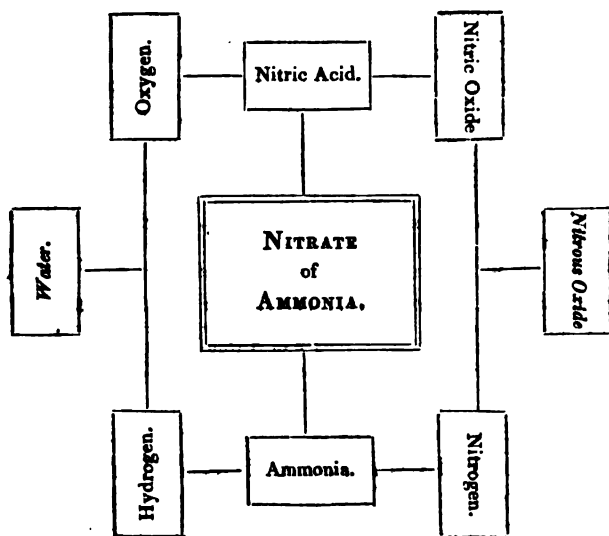 Oxygen.
Nitric Acid.
Nitric Oxide
Water.
NITRATE
of
AMMONIA.
Nitrous Oxide
Hydrogen.
Ammonia.
Nitrogen.